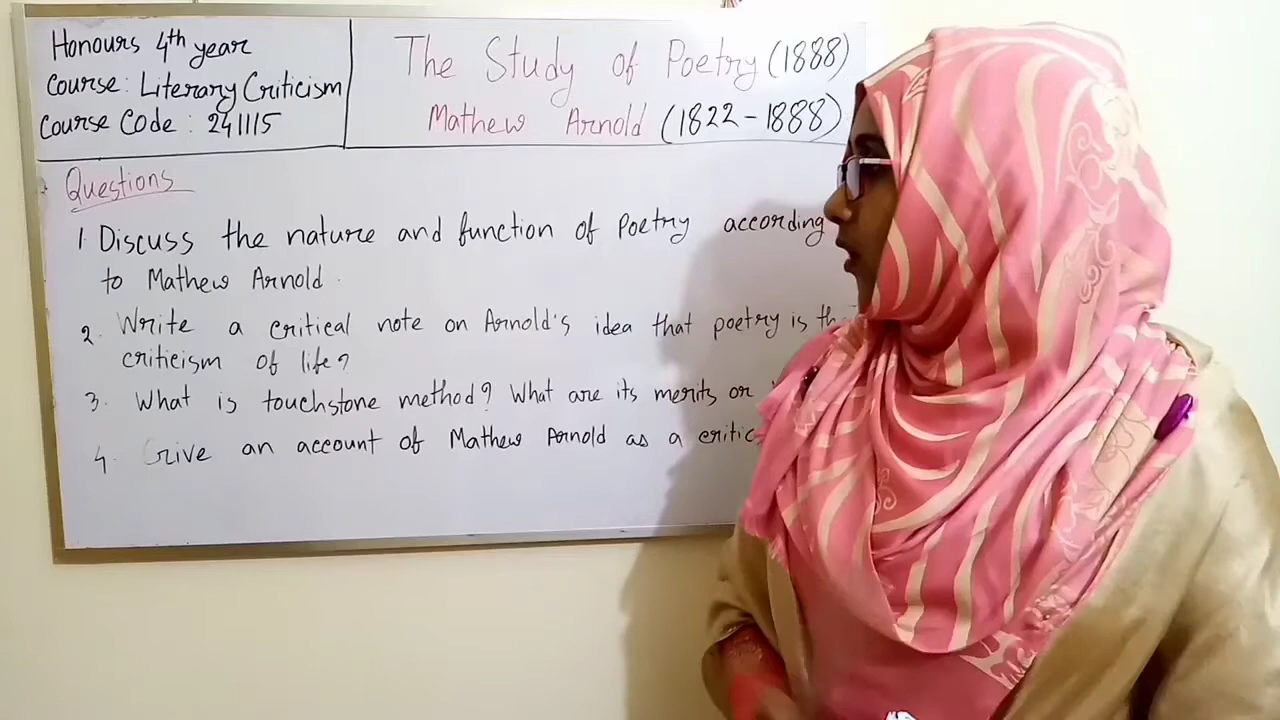 Honours 4th year
Course: Literary Criticism
Course Code: 241115
The Study of Poetry (1888)
Mathew Arnold (1822-1888)
Questions
1. Discuss the nature and function of Poetry according
to Mathew Arnold.
2. Write a critical note on Arnold's idea that poetry is
criticism of life?
3. What is touchstone method? What are its merits or
4. Give an account of Mathew Arnold as a critic